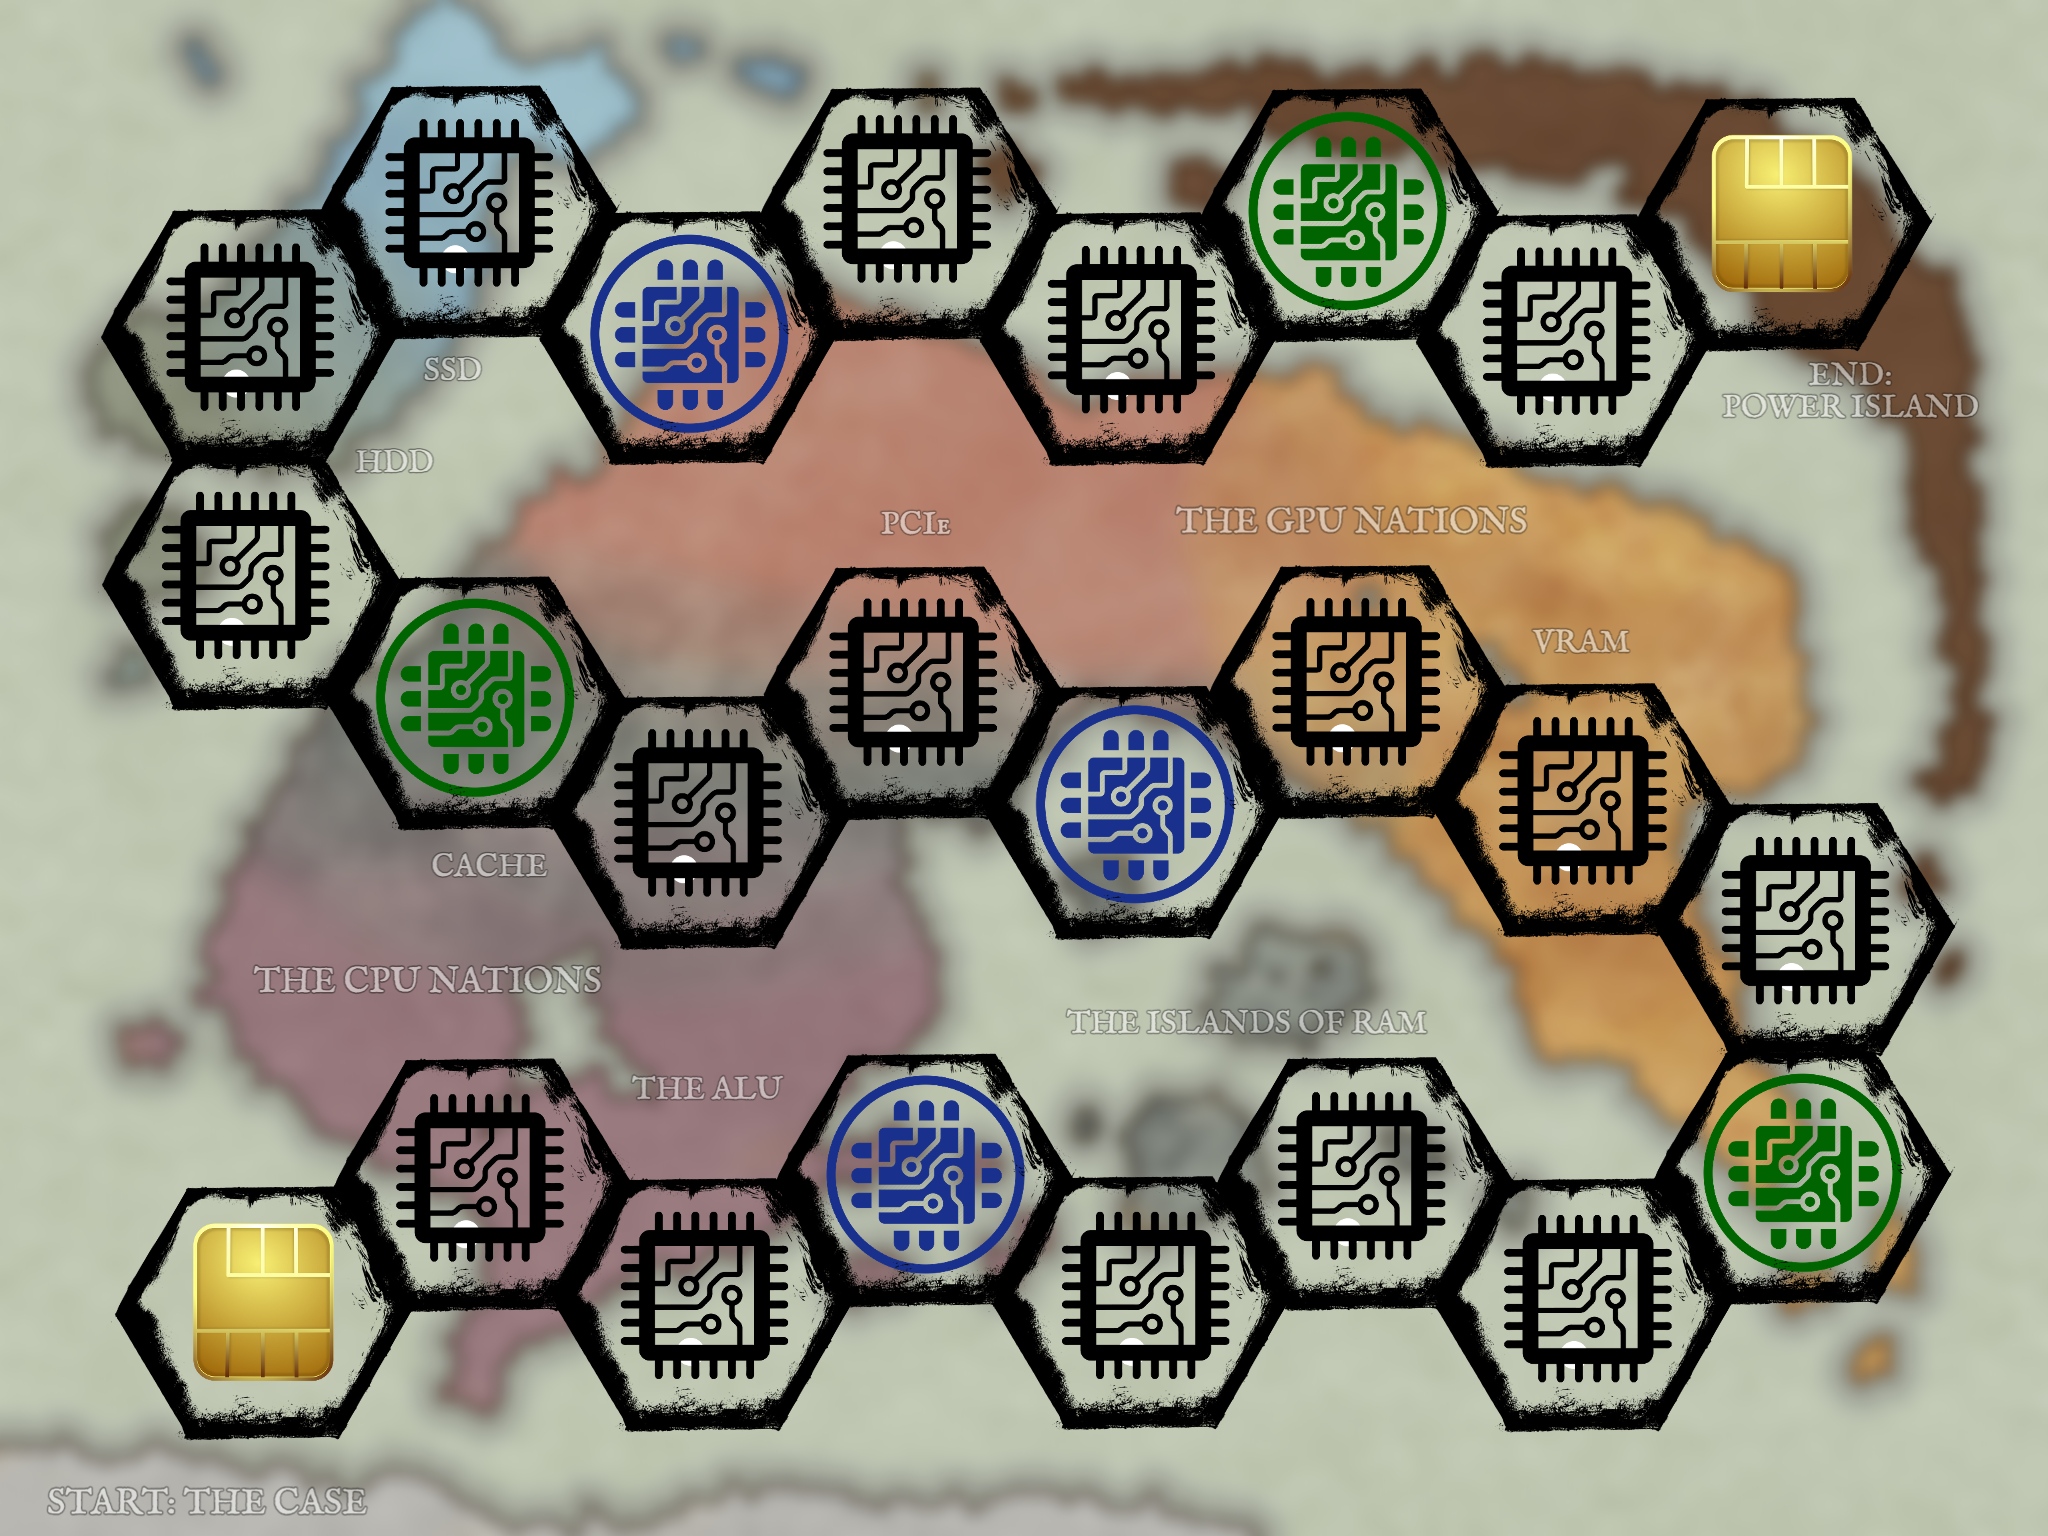 SSD
END:
POWER ISLAND
HDD
PCIe
THE GPU NATIONS
VRAM
CACHE
THE CPU NATIONS
THE ISLANDS OF RAM
THE ALU
START: THE CASE